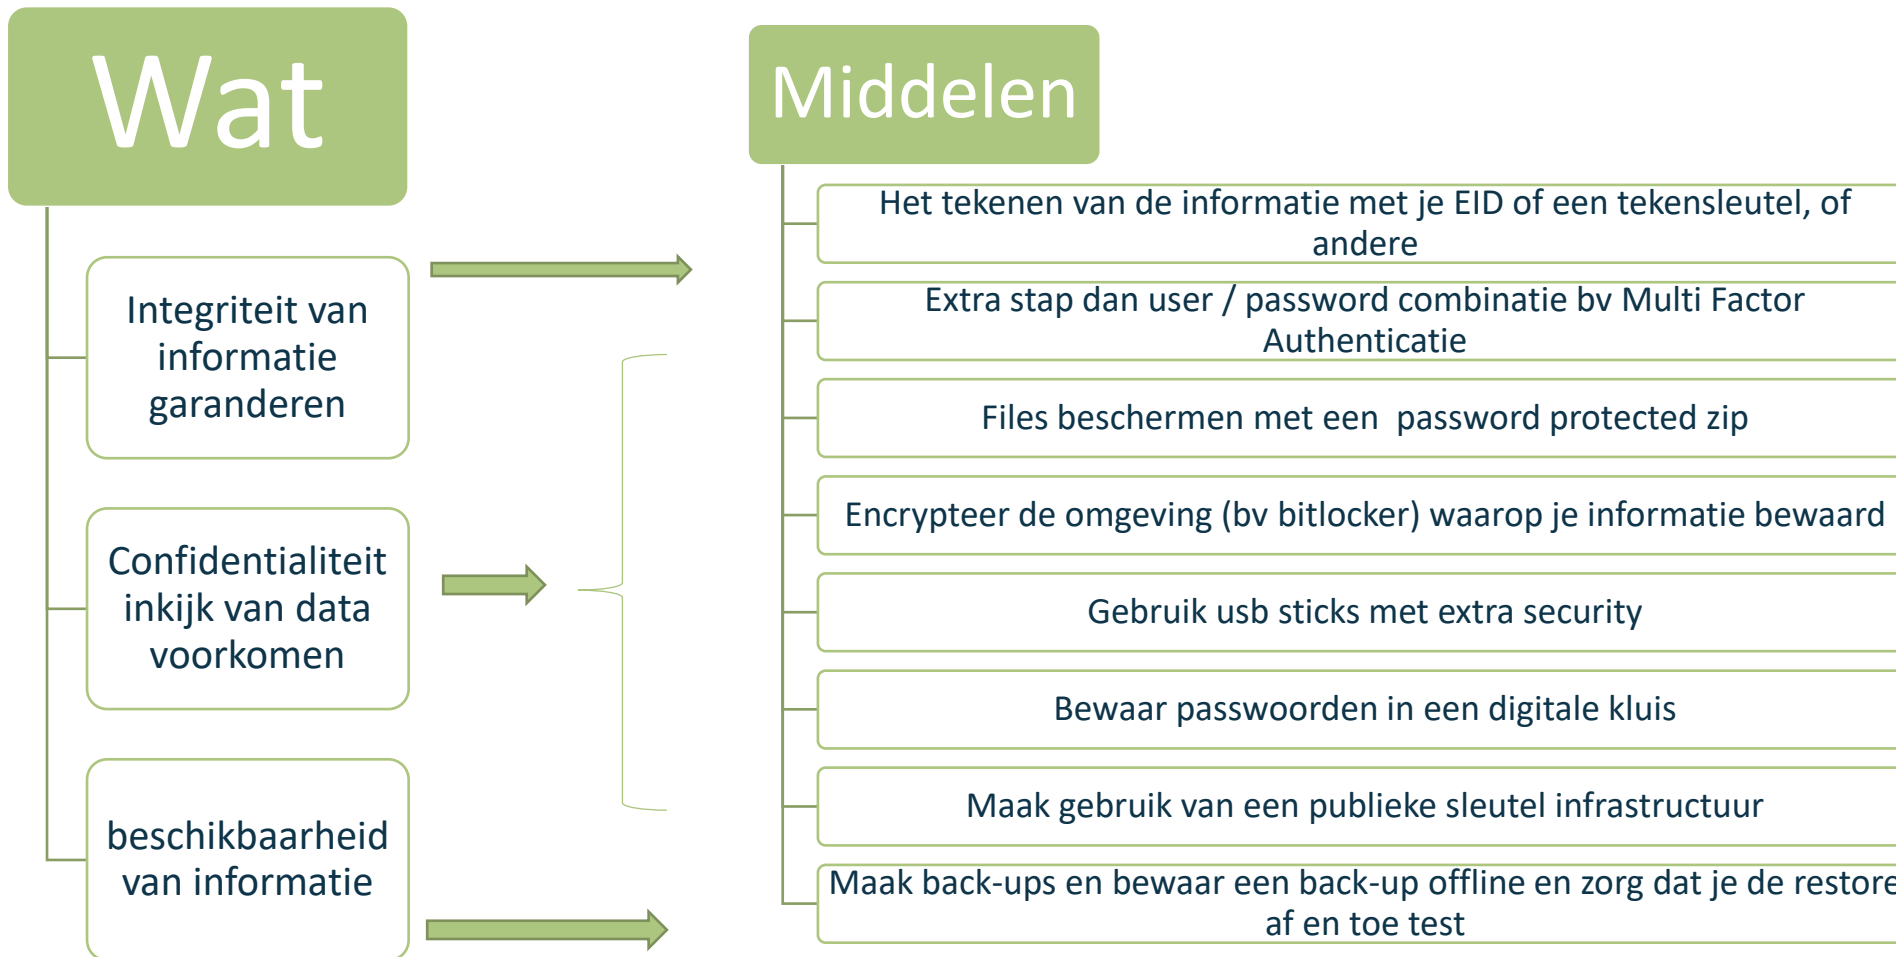 Wat
Integriteit van
informatie
garanderen
Confidentialiteit
inkijk van data
voorkomen
beschikbaarheid
van informatie
Middelen
Het tekenen van de informatie met je EID of een tekensleutel, of
andere
Extra stap dan user / password combinatie bv Multi Factor
Authenticatie
Files beschermen met een  password protected zip
Encrypteer de omgeving (bv bitlocker) waarop je informatie bewaard
Gebruik usb sticks met extra security
Bewaar passwoorden in een digitale kluis
Maak gebruik van een publieke sleutel infrastructuur
Maak back-ups en bewaar een back-up offline en zorg dat je de restore
af en toe test